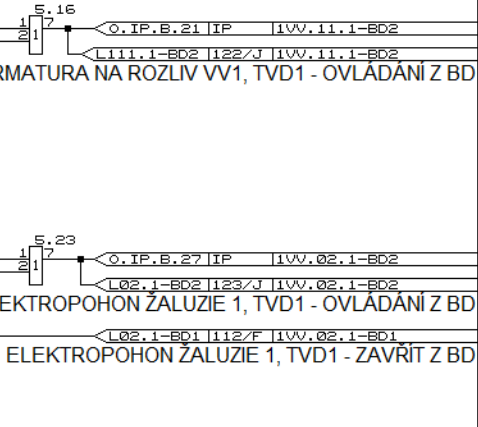 5.16
1 7 O.IP.B.21 IP 1VV.11.1-BD2
2 1
L111.1-BD2 122/J 1VV.11.1-BD2
RMATURA NA ROZLIV VV1, TVD1 - OVLÁDÁNÍ Z BD
5.23
1 7 O.IP.B.27 IP 1VV.02.1-BD2
2 1
L02.1-BD2 123/J 1VV.02.1-BD2
EKTROPOHON ŽALUZIE 1, TVD1 - OVLÁDÁNÍ Z BD
L02.1-BD1 112/F 1VV.02.1-BD1
ELEKTROPOHON ŽALUZIE 1, TVD1 - ZAVŘÍT Z BD